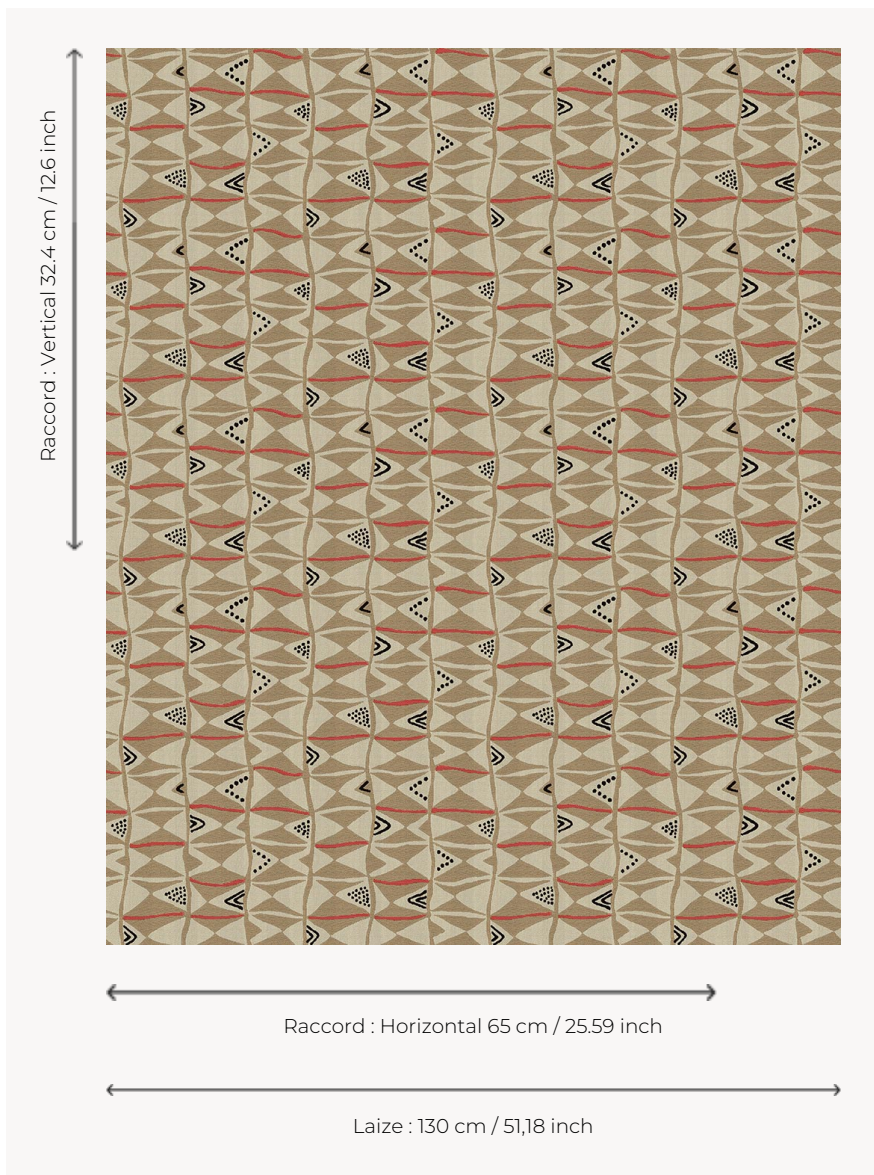 Raccord : Vertical 32.4 cm / 12.6 inch
Raccord : Horizontal 65 cm / 25.59 inch
Laize : 130 cm / 51,18 inch